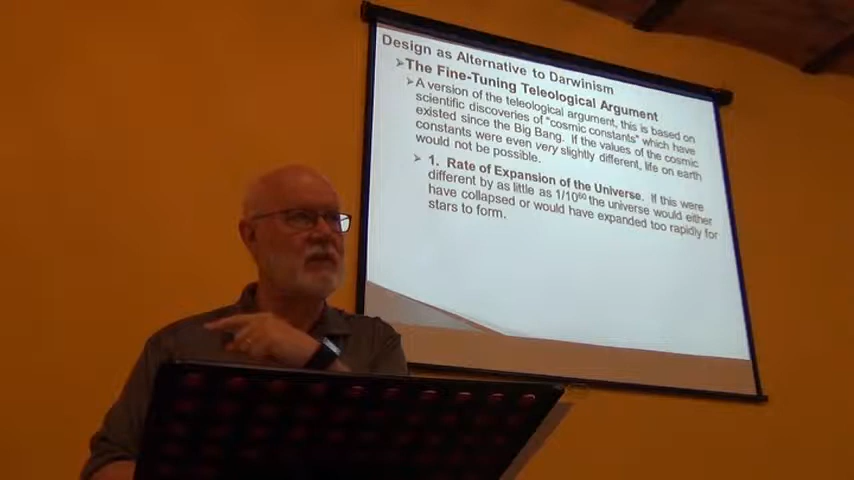 Design as Alternative to Darwinism
➢The Fine-Tuning Teleological Argument
➢A version of the teleological argument, this is based on
scientific discoveries of "cosmic constants" which have
existed since the Big Bang. If the values of the cosmic
constants were even very slightly different, life on earth
would not be possible.
➢1. Rate of Expansion of the Universe. If this were
different by as little as 1/10⁶⁰ the universe would either
have collapsed or would have expanded too rapidly for
stars to form.